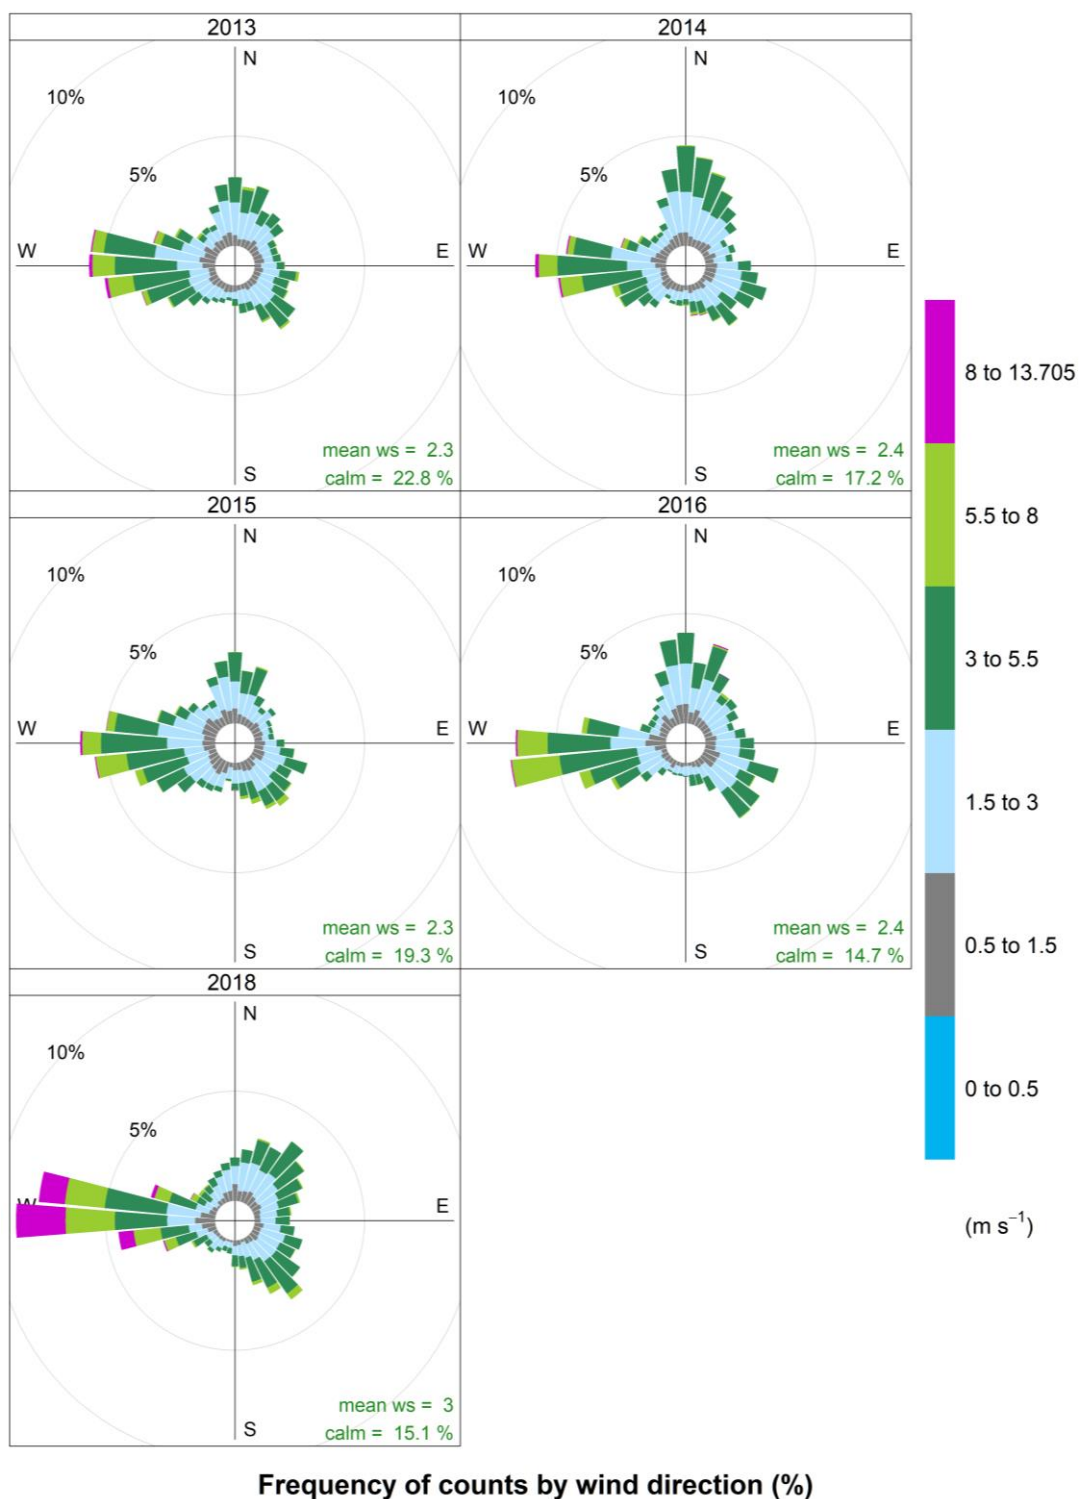 2013
N
10%
5%
W
E
S
mean ws = 2.3
calm = 22.8 %
2014
N
10%
5%
W
E
S
mean ws = 2.4
calm = 17.2 %
2015
N
10%
5%
W
E
S
mean ws = 2.3
calm = 19.3 %
2016
N
10%
5%
W
E
S
mean ws = 2.4
calm = 14.7 %
2018
N
10%
5%
W
E
S
mean ws = 3
calm = 15.1 %
8 to 13.705
5.5 to 8
3 to 5.5
1.5 to 3
0.5 to 1.5
0 to 0.5
(m s⁻¹)
Frequency of counts by wind direction (%)